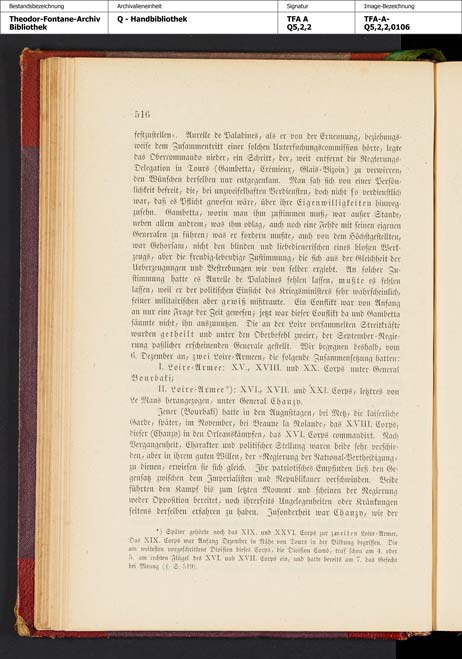 Bestandsbezeichnung
Theodor-Fontane-Archiv
Bibliothek
Archivalieneinheit
Q - Handbibliothek
Signatur
TFA A
Q5,2,2
Image-Bezeichnung
TFA-A-
Q5,2,2,0106
516
festzustellen«. Aurelle de Paladines, als er von der Ernennung, beziehungs-
weise dem Zusammentritt einer solchen Untersuchungscommission hörte, legte
das Obercommando nieder, ein Schritt, der, weit entfernt die Regierungs-
Delegation in Tours (Gambetta, Crémieux, Glais-Bizoin) zu verwirren,
den Wünschen derselben nur entgegenkam. Man sah sich von einer Persön-
lichkeit befreit, die, bei unzweifelhaften Verdiensten, doch nicht so verdienstlich
war, daß es Pflicht gewesen wäre, über ihre Eigenwilligkeiten hinweg-
zusehn. Gambetta, worin man ihm zustimmen muß, war außer Stande,
neben allem andrem, was ihm oblag, auch noch eine Fehde mit seinen eigenen
Generalen zu führen; was er fordern mußte, auch von dem Höchstgestellten,
war Gehorsam, nicht den blinden und liebedienerischen eines bloßen Werk-
zeugs, aber die freudig-lebendige Zustimmung, die sich aus der Gleichheit der
Ueberzeugungen und Bestrebungen wie von selber ergiebt. An solcher Zu-
stimmung hatte es Aurelle de Paladines fehlen lassen, mußte es fehlen
lassen, weil er der politischen Einsicht des Kriegsministers sehr wahrscheinlich,
seiner militairischen aber gewiß mißtraute. Ein Conflikt war von Anfang
an nur eine Frage der Zeit gewesen; jetzt war dieser Conflikt da und Gambetta
säumte nicht, ihn auszunutzen. Die an der Loire versammelten Streitkräfte
wurden getheilt und unter den Oberbefehl zweier, der September-Regie-
rung paßlicher erscheinenden Generale gestellt. Wir begegnen deshalb, vom
6. Dezember an, zwei Loire-Armeen, die folgende Zusammensetzung hatten:
I. Loire-Armee: XV., XVIII. und XX. Corps unter General
Bourbaki;
II. Loire-Armee*): XVI., XVII. und XXI. Corps, letztres von
Le Mans herangezogen, unter General Chanzy.
Jener (Bourbaki) hatte in den Augusttagen, bei Metz, die kaiserliche
Garde, später, im November, bei Beaune la Rolande, das XVIII. Corps,
dieser (Chanzy) in den Orleanskämpfen, das XVI. Corps commandirt. Nach
Vergangenheit, Charakter und politischer Stellung waren beide sehr verschie-
den, aber in ihrem guten Willen, der »Regierung der National-Vertheidigung«
zu dienen, erwiesen sie sich gleich. Ihr patriotisches Empfinden ließ den Ge-
gensatz zwischen dem Imperialisten und Republikaner verschwinden. Beide
führten den Kampf bis zum letzten Moment und scheinen der Regierung
weder Opposition bereitet, noch ihrerseits Ungelegenheiten oder Kränkungen
seitens derselben erfahren zu haben. Insonderheit war Chanzy, wie der
*) Später gehörte noch das XIX. und XXVI. Corps zur zweiten Loire-Armee.
Das XIX. Corps war Anfang Dezember in Nähe von Tours in der Bildung begriffen. Die
am weitesten vorgeschrittene Division dieses Corps, die Division Camô, traf schon am 4. oder
5. am rechten Flügel des XVI. und XVII. Corps ein, und hatte bereits am 7. das Gefecht
bei Meung (s. S. 519).